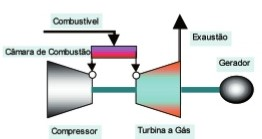 Combustível
Exaustão
Câmara de Combustão
Gerador
Compressor
Turbina a Gás